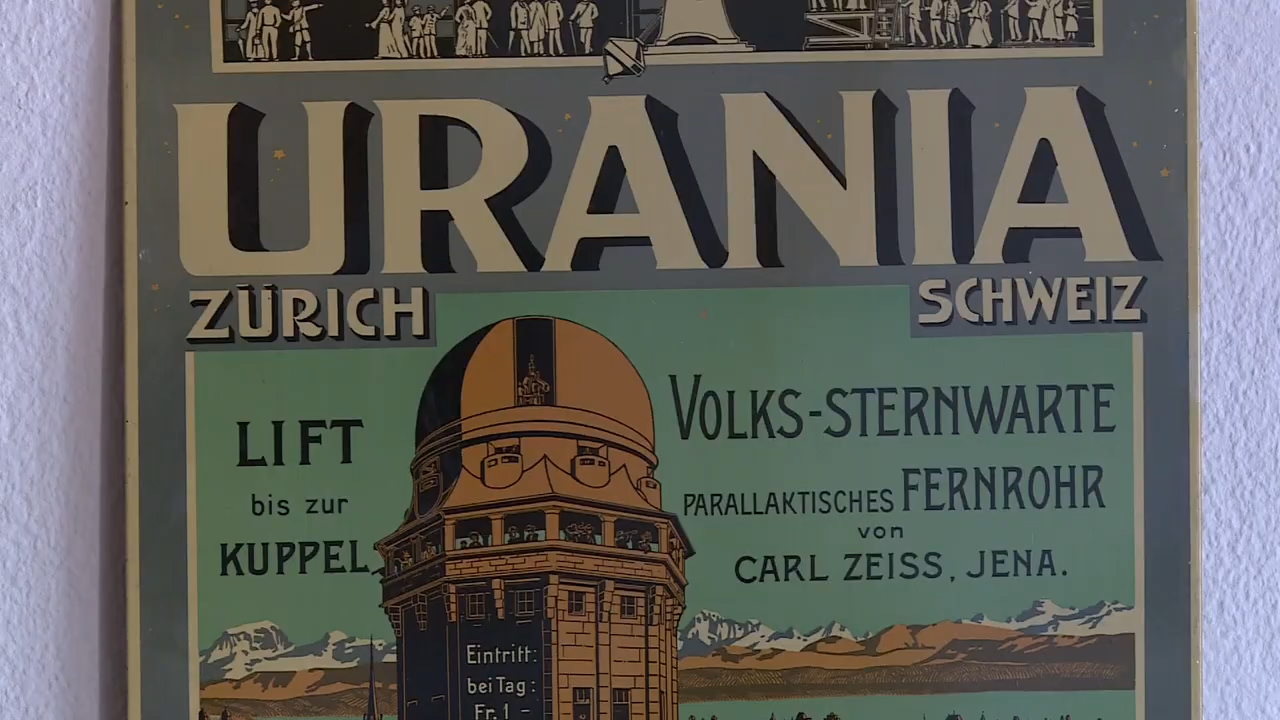 URANIA
ZÜRICH
SCHWEIZ
LIFT
bis zur
KUPPEL
VOLKS-STERNWARTE
PARALLAKTISCHES FERNROHR
von
CARL ZEISS, JENA.
Eintritt:
bei Tag:
Fr. 1 -